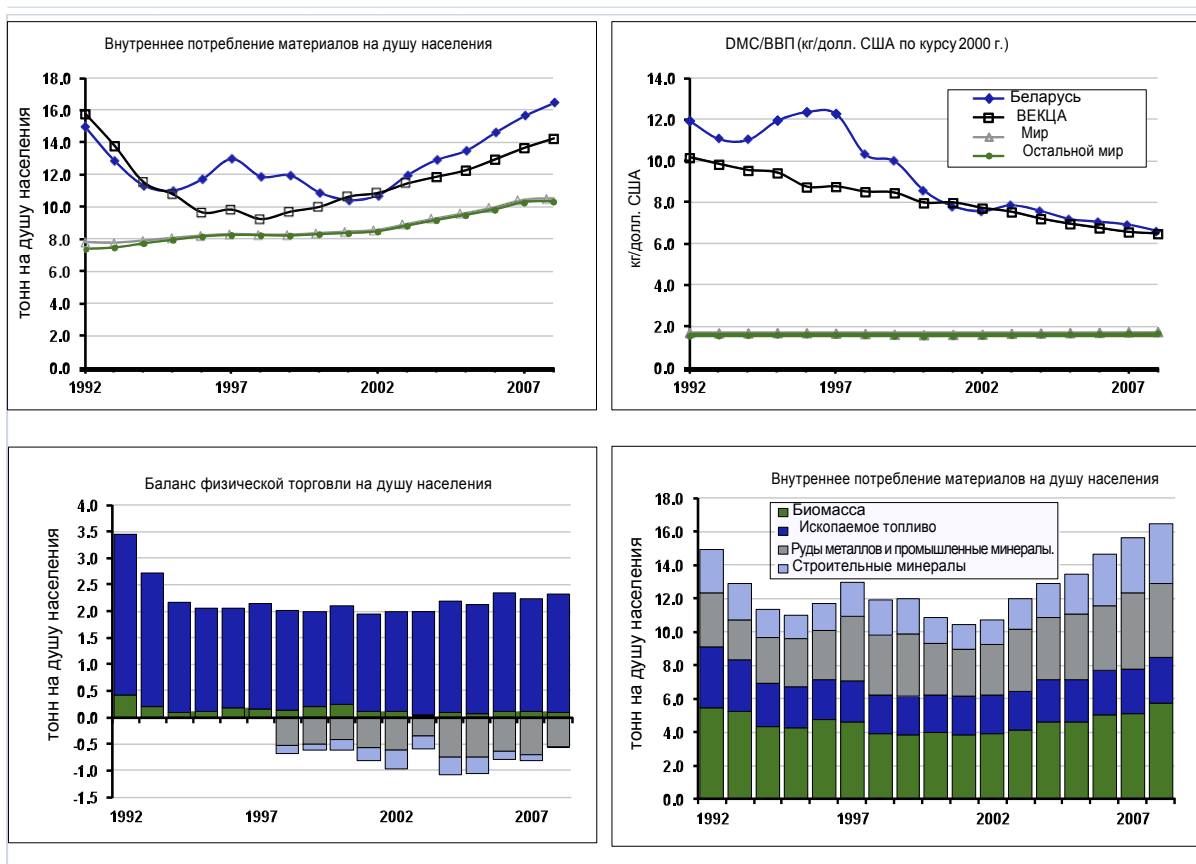 Внутреннее потребление материалов на душу населения
тонн на душу населения
18.0
16.0
14.0
12.0
10.0
8.0
6.0
4.0
2.0
0.0
1992 1997 2002 2007
DMC/ВВП (кг/долл. США по курсу 2000 г.)
кг/долл. США
14.0
12.0
10.0
8.0
6.0
4.0
2.0
0.0
Беларусь
ВЕКЦА
Мир
Остальной мир
1992 1997 2002 2007
Баланс физической торговли на душу населения
тонн на душу населения
4.0
3.5
3.0
2.5
2.0
1.5
1.0
0.5
0.0
-0.5
-1.0
-1.5
1992 1997 2002 2007
Внутреннее потребление материалов на душу населения
тонн на душу населения
18.0
16.0
14.0
12.0
10.0
8.0
6.0
4.0
2.0
0.0
Биомасса
Ископаемое топливо
Руды металлов и промышленные минералы.
Строительные минералы
1992 1997 2002 2007